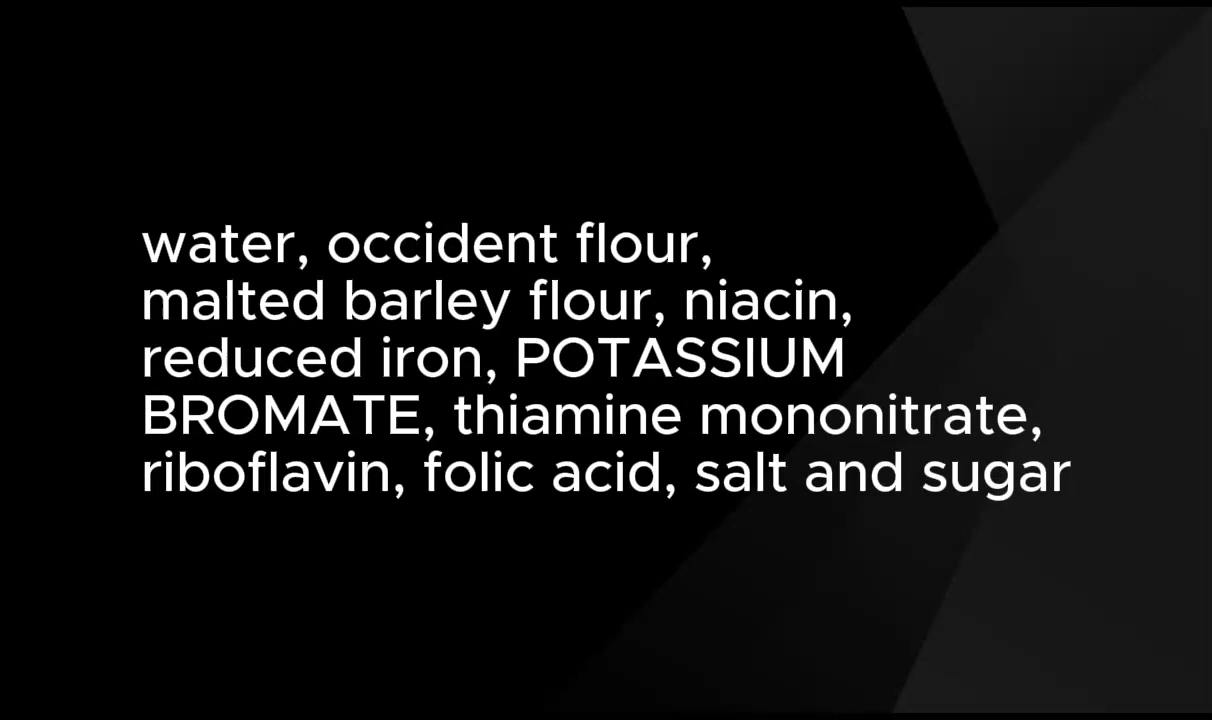 water, occident flour,
malted barley flour, niacin,
reduced iron, POTASSIUM
BROMATE, thiamine mononitrate,
riboflavin, folic acid, salt and sugar